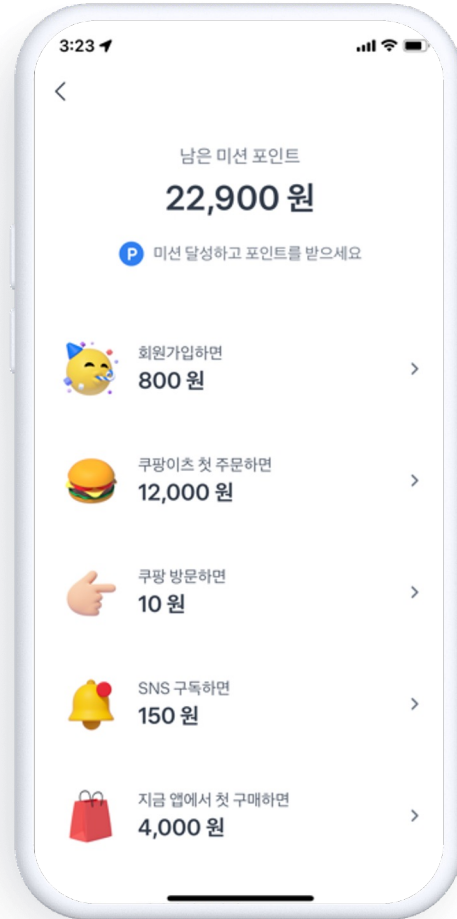 3:23
남은 미션 포인트
22,900 원
P 미션 달성하고 포인트를 받으세요
회원가입하면
800 원
쿠팡이츠 첫 주문하면
12,000 원
쿠팡 방문하면
10 원
SNS 구독하면
150 원
지금 앱에서 첫 구매하면
4,000 원